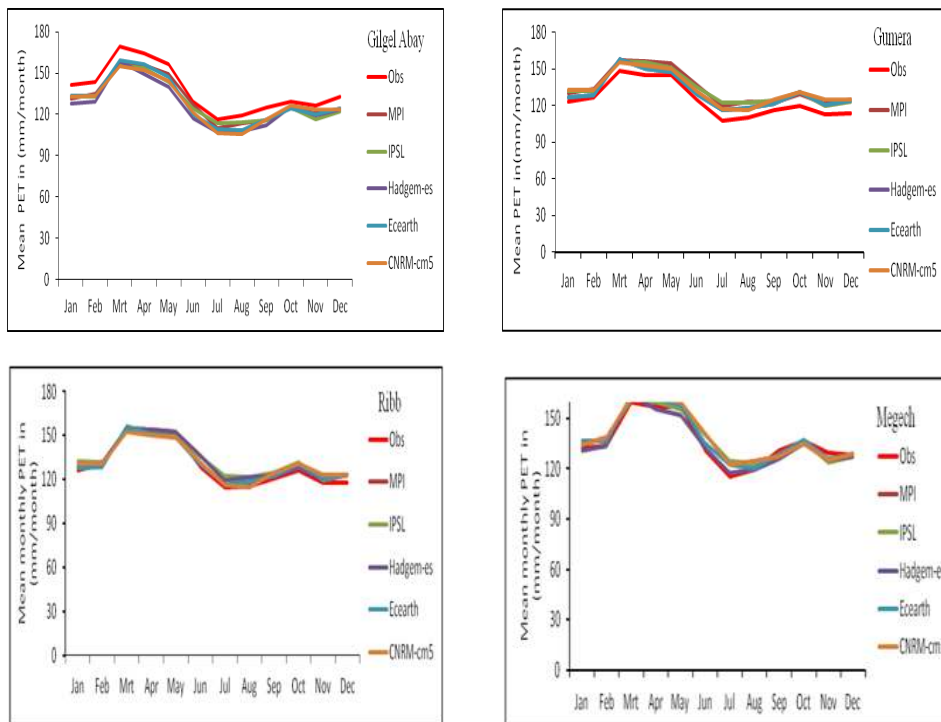 Gilgel Abay
Mean PET in (mm/month)
180
150
120
90
60
30
0
Jan Feb Mrt Apr May Jun Jul Aug Sep Oct Nov Dec
Obs
MPI
IPSL
Hadgem-es
Ecearth
CNRM-cm5
Gumera
Mean PET in(mm/month)
180
150
120
90
60
30
0
Jan Feb Mrt Apr May Jun Jul Aug Sep Oct Nov Dec
Obs
MPI
IPSL
Hadgem-es
Ecearth
CNRM-cm5
Ribb
Mean monthly PET in
(mm/month)
180
150
120
90
60
30
0
Jan Feb Mrt Apr May Jun Jul Aug Sep Oct Nov Dec
Obs
MPI
IPSL
Hadgem-es
Ecearth
CNRM-cm5
Megech
Mean monthly PET in
(mm/month)
150
120
90
60
30
0
Jan Feb Mrt Apr May Jun Jul Aug Sep Oct Nov Dec
Obs
MPI
IPSL
Hadgem-e
Ecearth
CNRM-cm